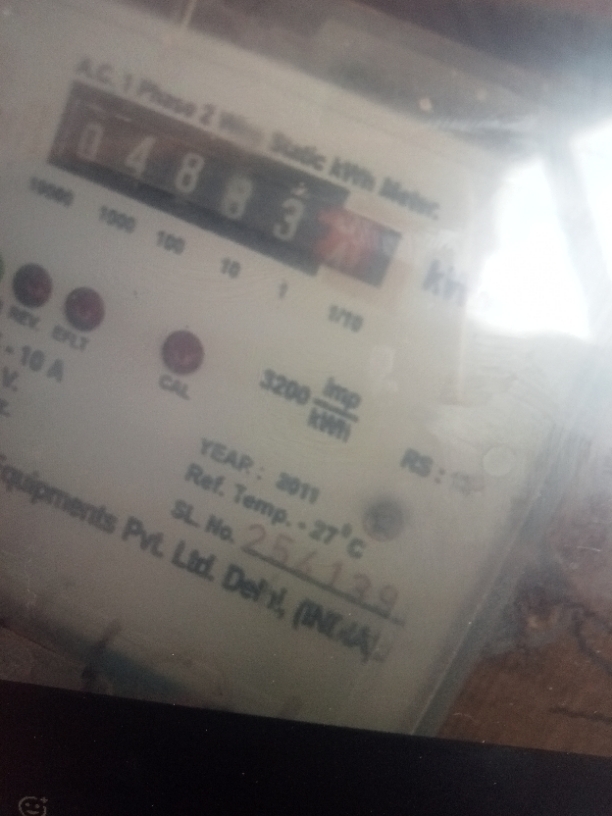 A.C. 1 Phase 2 Wire Static kWh Meter.
0 4 8 8 3
10000 1000 100 10 1 1/10
REV. EFLT
CAL
- 10 A
V.
3200 imp/kWh
YEAR : 2011
RS :
Ref. Temp. - 27°C
SL. No.
Equipments Pvt. Ltd. Delhi, (INDIA)